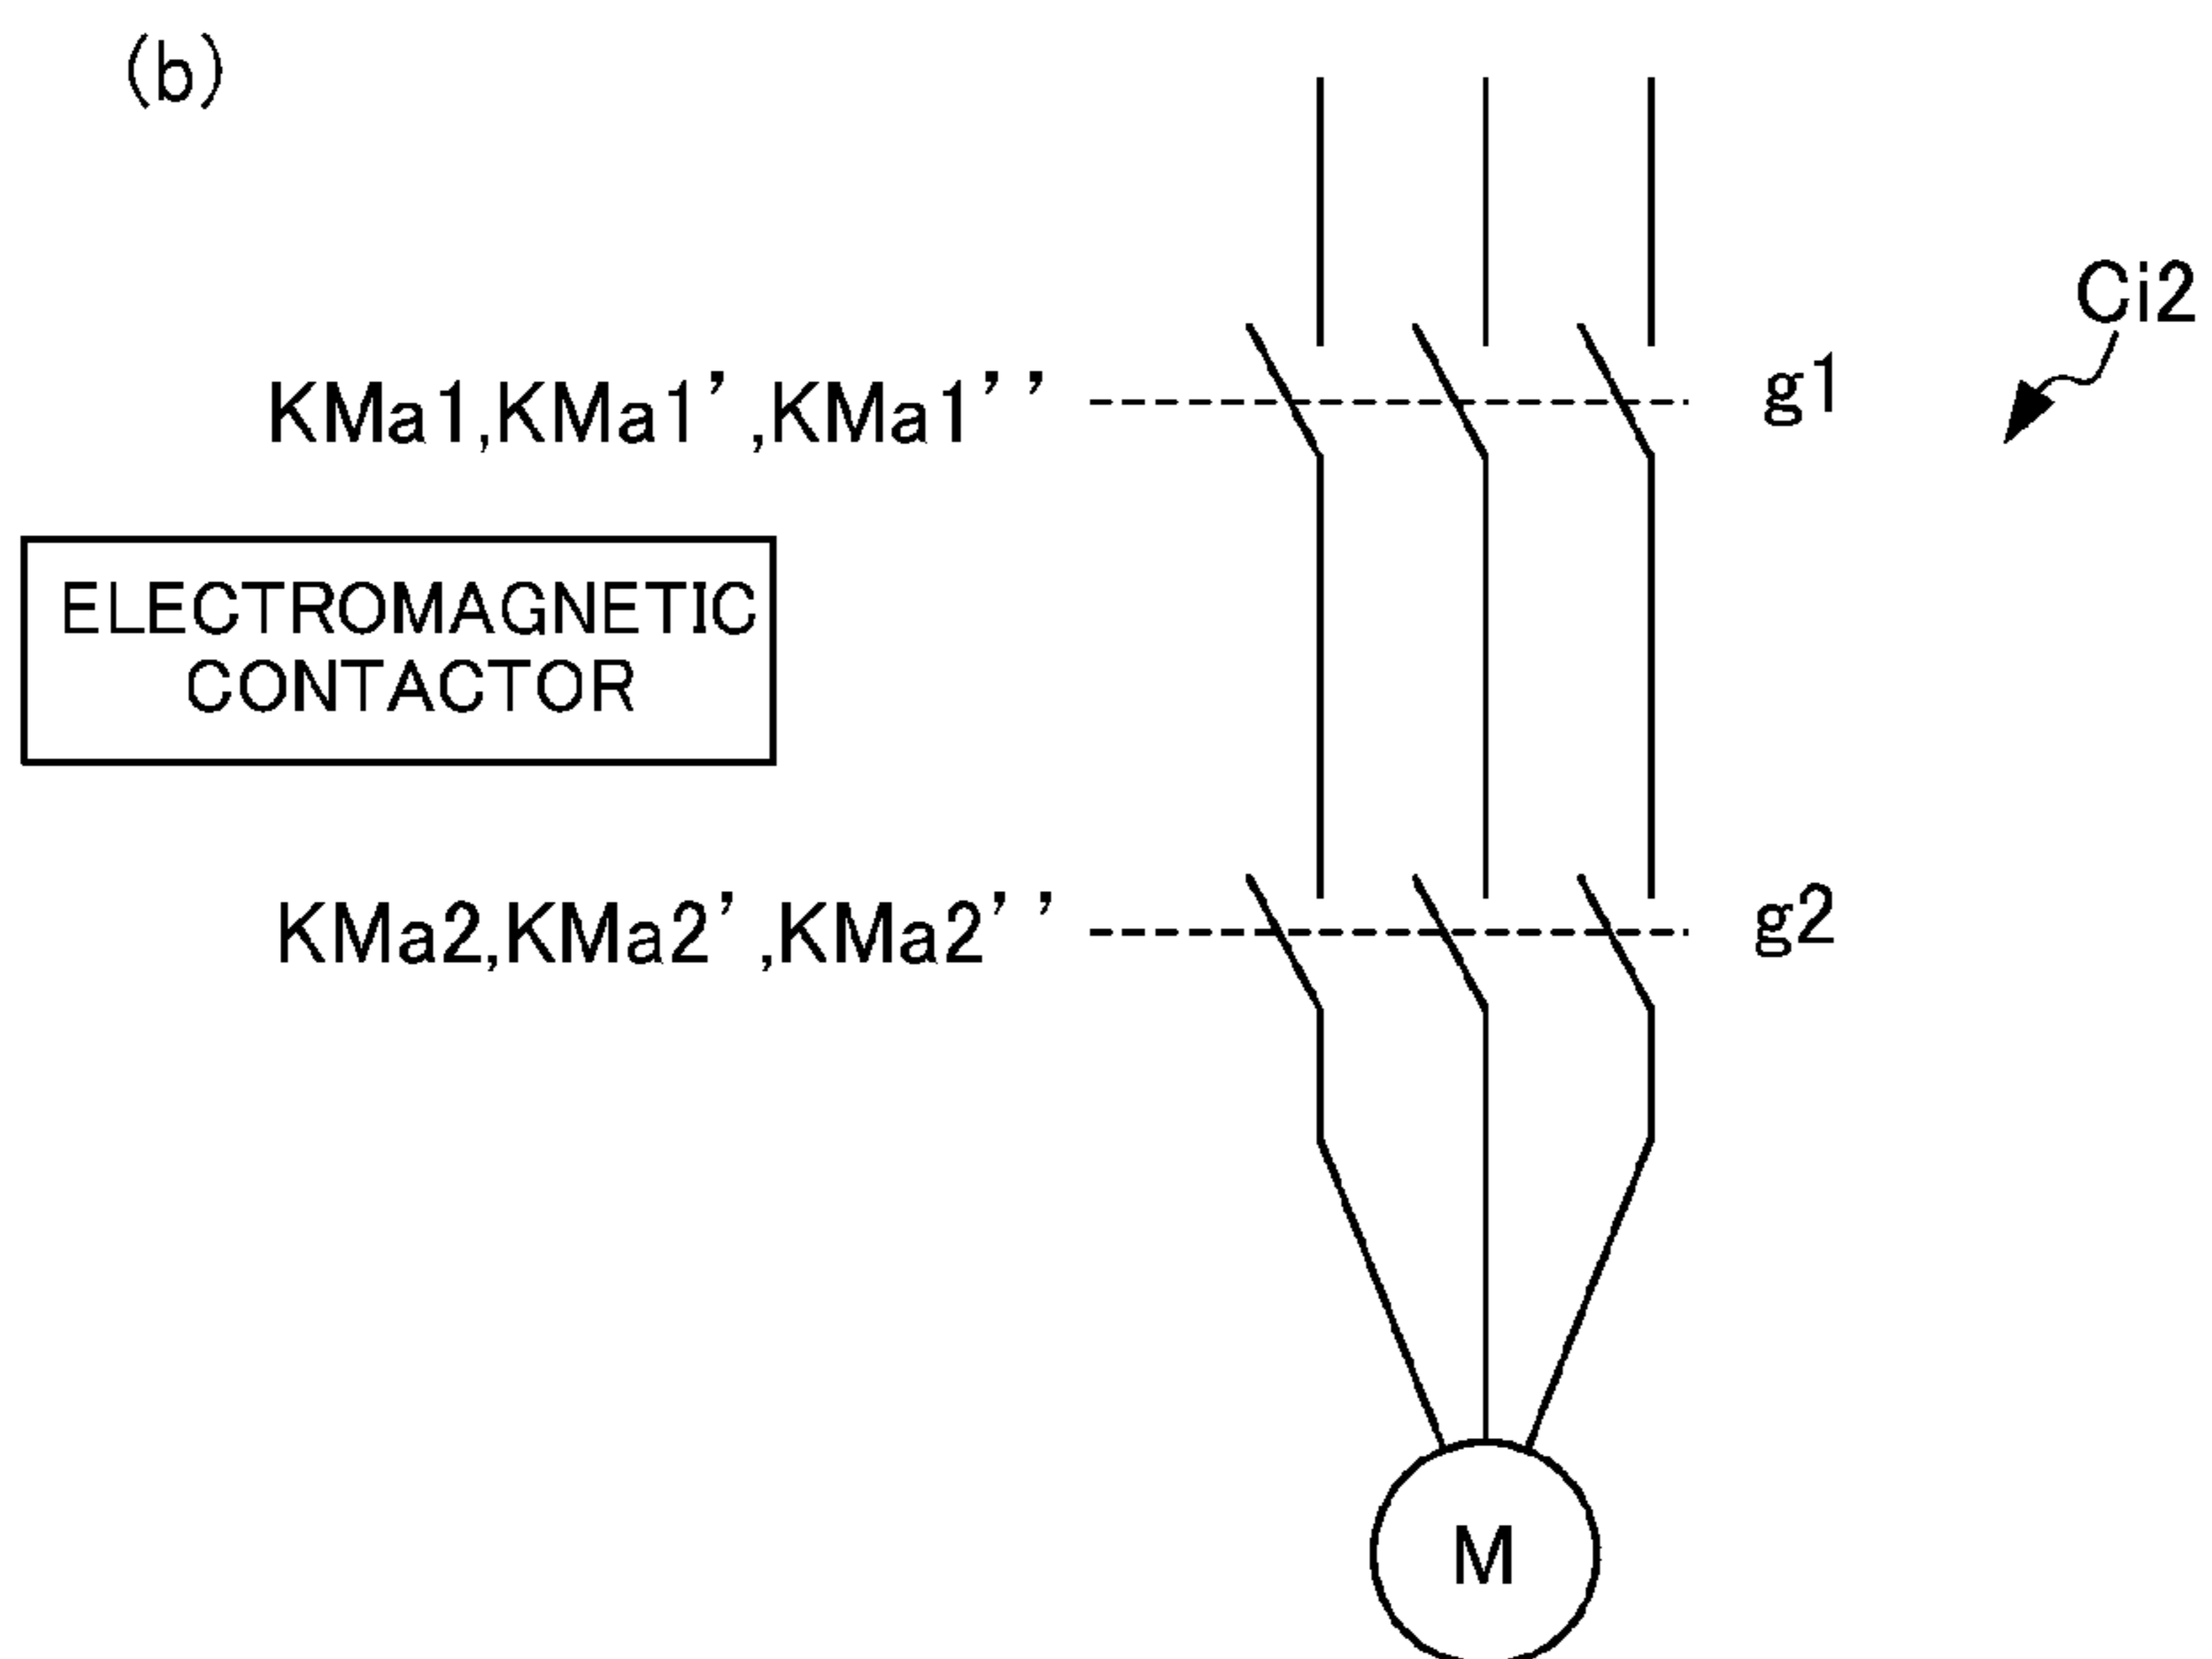 (b)
Ci2
KMa1,KMa1’,KMa1’’
g1
ELECTROMAGNETIC
CONTACTOR
KMa2,KMa2’,KMa2’’
g2
M